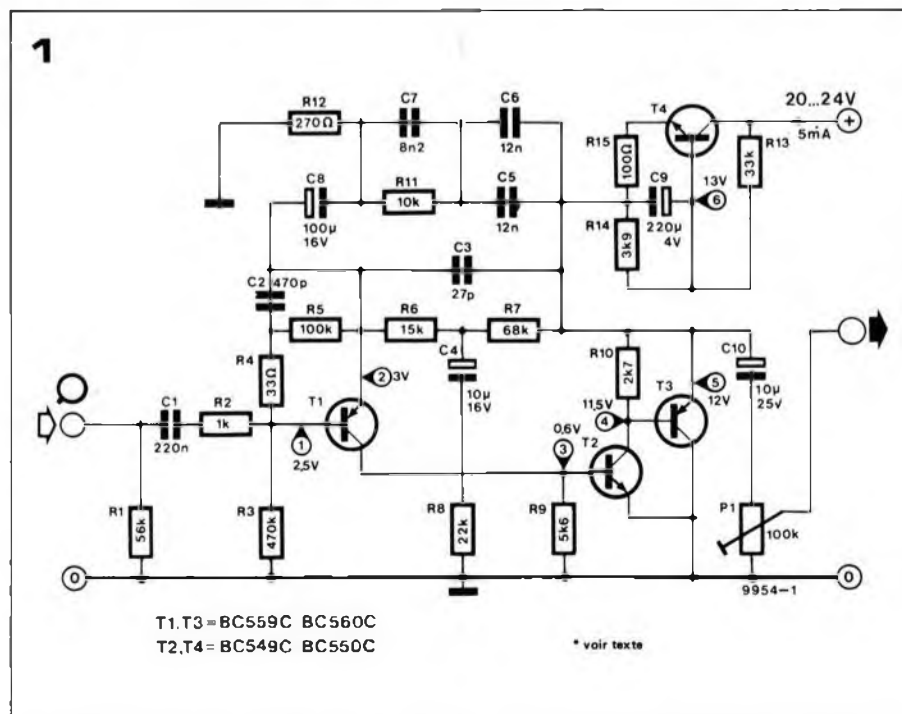 1
R12
270Ω
C7
8n2
C6
12n
C8
100µ
16V
R11
10k
C5
12n
T4
20...24V
5mA
+
R15
100Ω
R13
33k
C9
220µ
4V
13V
6
R14
3k9
C3
27p
C2 470p
R5
100k
R6
15k
R7
68k
R4
33Ω
C4
10µ
16V
R10
2k7
C10
10µ
25V
C1
220n
R2
1k
T1
2 3V
1
2,5V
11,5V
4
T3
5
12V
0,6V
3
T2
R1
56k
R3
470k
R8
22k
R9
5k6
P1
100k
0
0
9954-1
T1,T3=BC559C BC560C
T2,T4=BC549C BC550C
* voir texte